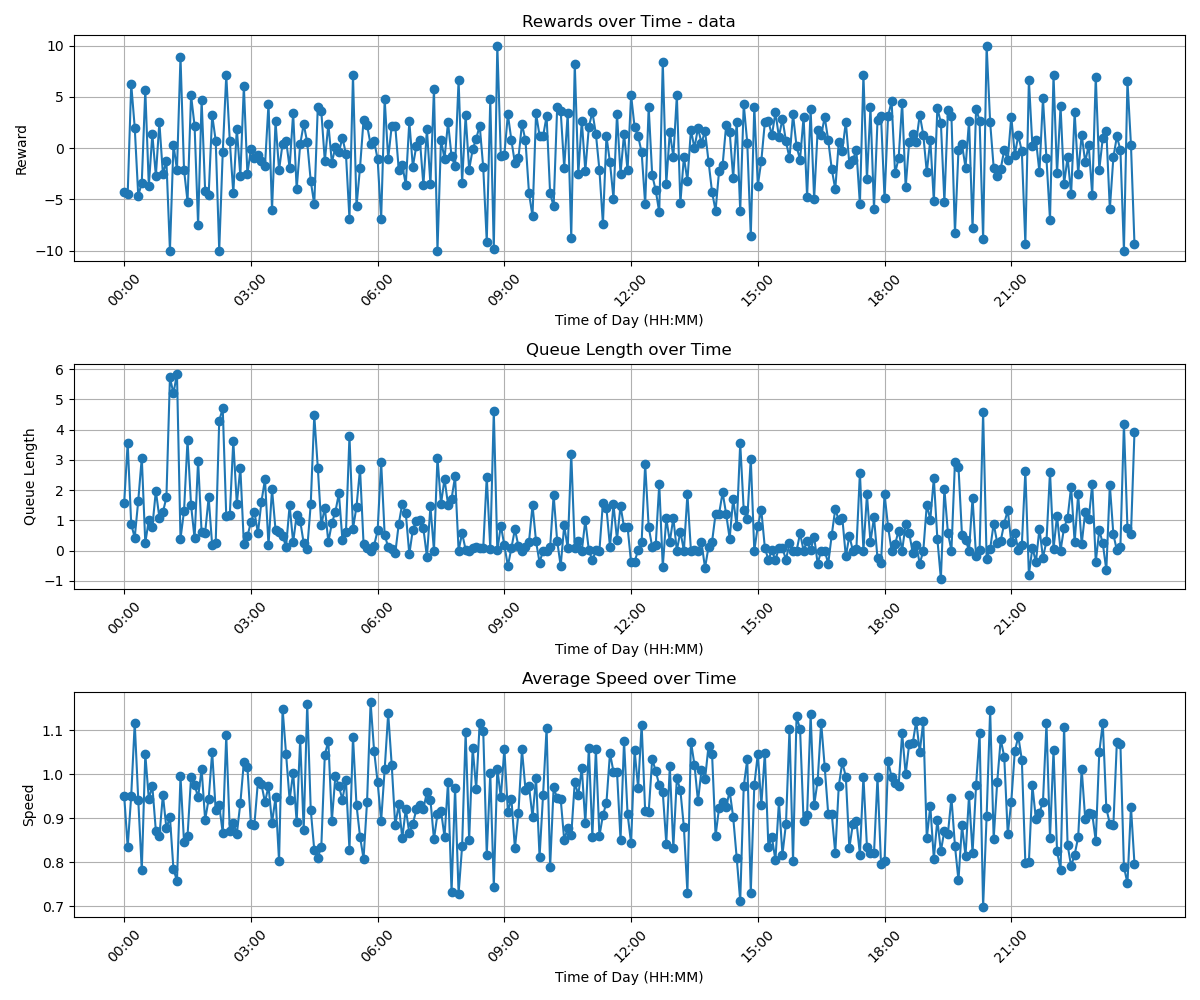 Rewards over Time - data
Reward
10
5
0
−5
−10
00:00 03:00 06:00 09:00 12:00 15:00 18:00 21:00
Time of Day (HH:MM)
Queue Length over Time
Queue Length
6
5
4
3
2
1
0
−1
00:00 03:00 06:00 09:00 12:00 15:00 18:00 21:00
Time of Day (HH:MM)
Average Speed over Time
Speed
1.1
1.0
0.9
0.8
0.7
00:00 03:00 06:00 09:00 12:00 15:00 18:00 21:00
Time of Day (HH:MM)